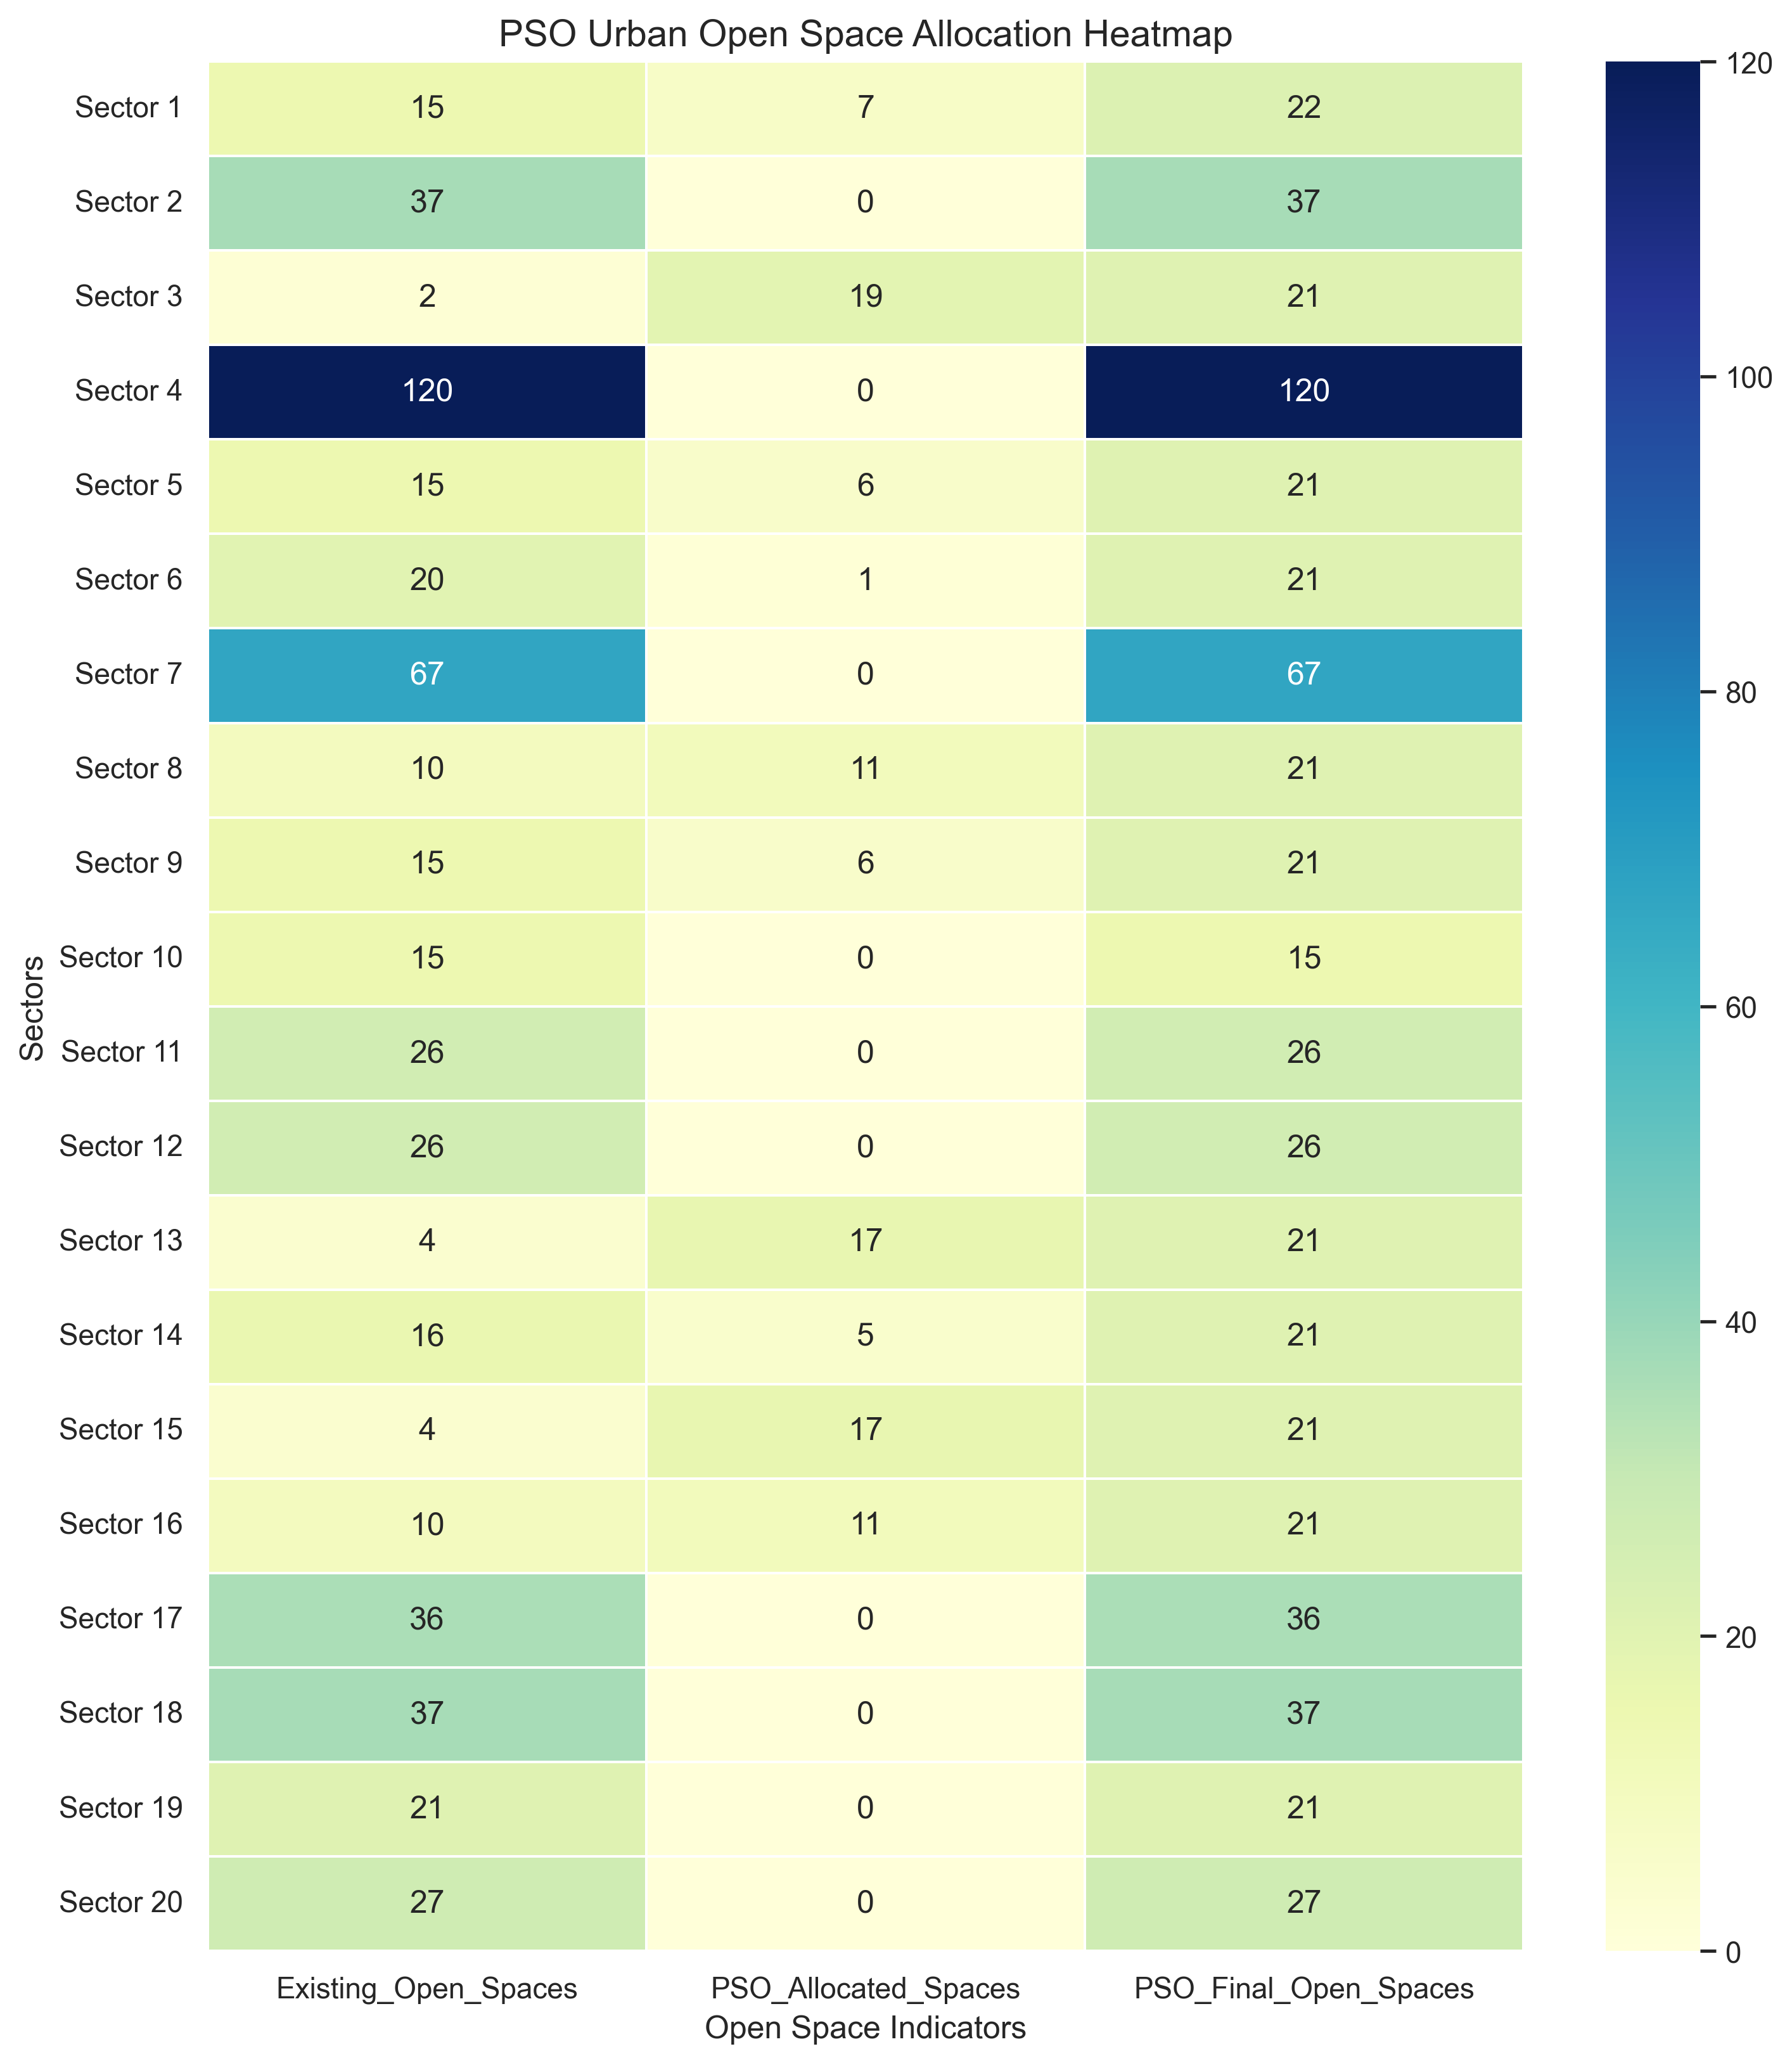 PSO Urban Open Space Allocation Heatmap
Sector 1 15 7 22
Sector 2 37 0 37
Sector 3 2 19 21
Sector 4 120 0 120
Sector 5 15 6 21
Sector 6 20 1 21
Sector 7 67 0 67
Sector 8 10 11 21
Sector 9 15 6 21
Sector 10 15 0 15
Sector 11 26 0 26
Sector 12 26 0 26
Sector 13 4 17 21
Sector 14 16 5 21
Sector 15 4 17 21
Sector 16 10 11 21
Sector 17 36 0 36
Sector 18 37 0 37
Sector 19 21 0 21
Sector 20 27 0 27
Sectors
Existing_Open_Spaces PSO_Allocated_Spaces PSO_Final_Open_Spaces
Open Space Indicators
120
100
80
60
40
20
0